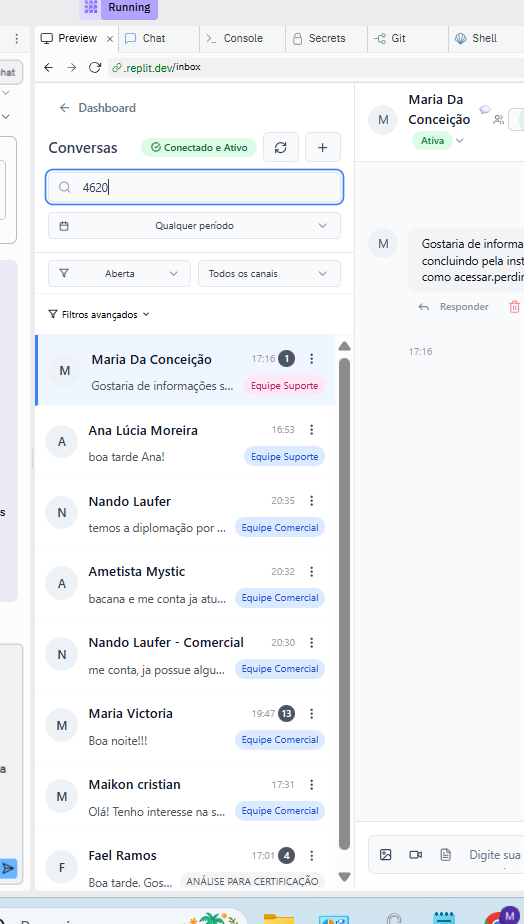 Running
Preview
Chat
Console
Secrets
Git
Shell
hat
.replit.dev/inbox
Dashboard
Conversas
Conectado e Ativo
4620
Qualquer período
Aberta
Todos os canais
Filtros avançados
M
Maria Da Conceição
17:16
1
Gostaria de informações s...
Equipe Suporte
A
Ana Lúcia Moreira
16:53
boa tarde Ana!
Equipe Suporte
N
Nando Laufer
20:35
temos a diplomação por ...
Equipe Comercial
A
Ametista Mystic
20:32
bacana e me conta ja atu...
Equipe Comercial
N
Nando Laufer - Comercial
20:30
me conta, ja possue algu...
Equipe Comercial
M
Maria Victoria
19:47
13
Boa noite!!!
Equipe Comercial
M
Maikon cristian
17:31
Olá! Tenho interesse na s...
Equipe Comercial
F
Fael Ramos
17:01
4
Boa tarde. Gos...
ANÁLISE PARA CERTIFICAÇÃO
M
Maria Da
Conceição
Ativa
M
Gostaria de informa
concluindo pela inst
como acessar.perdir
Responder
17:16
Digite sua
s
a
M